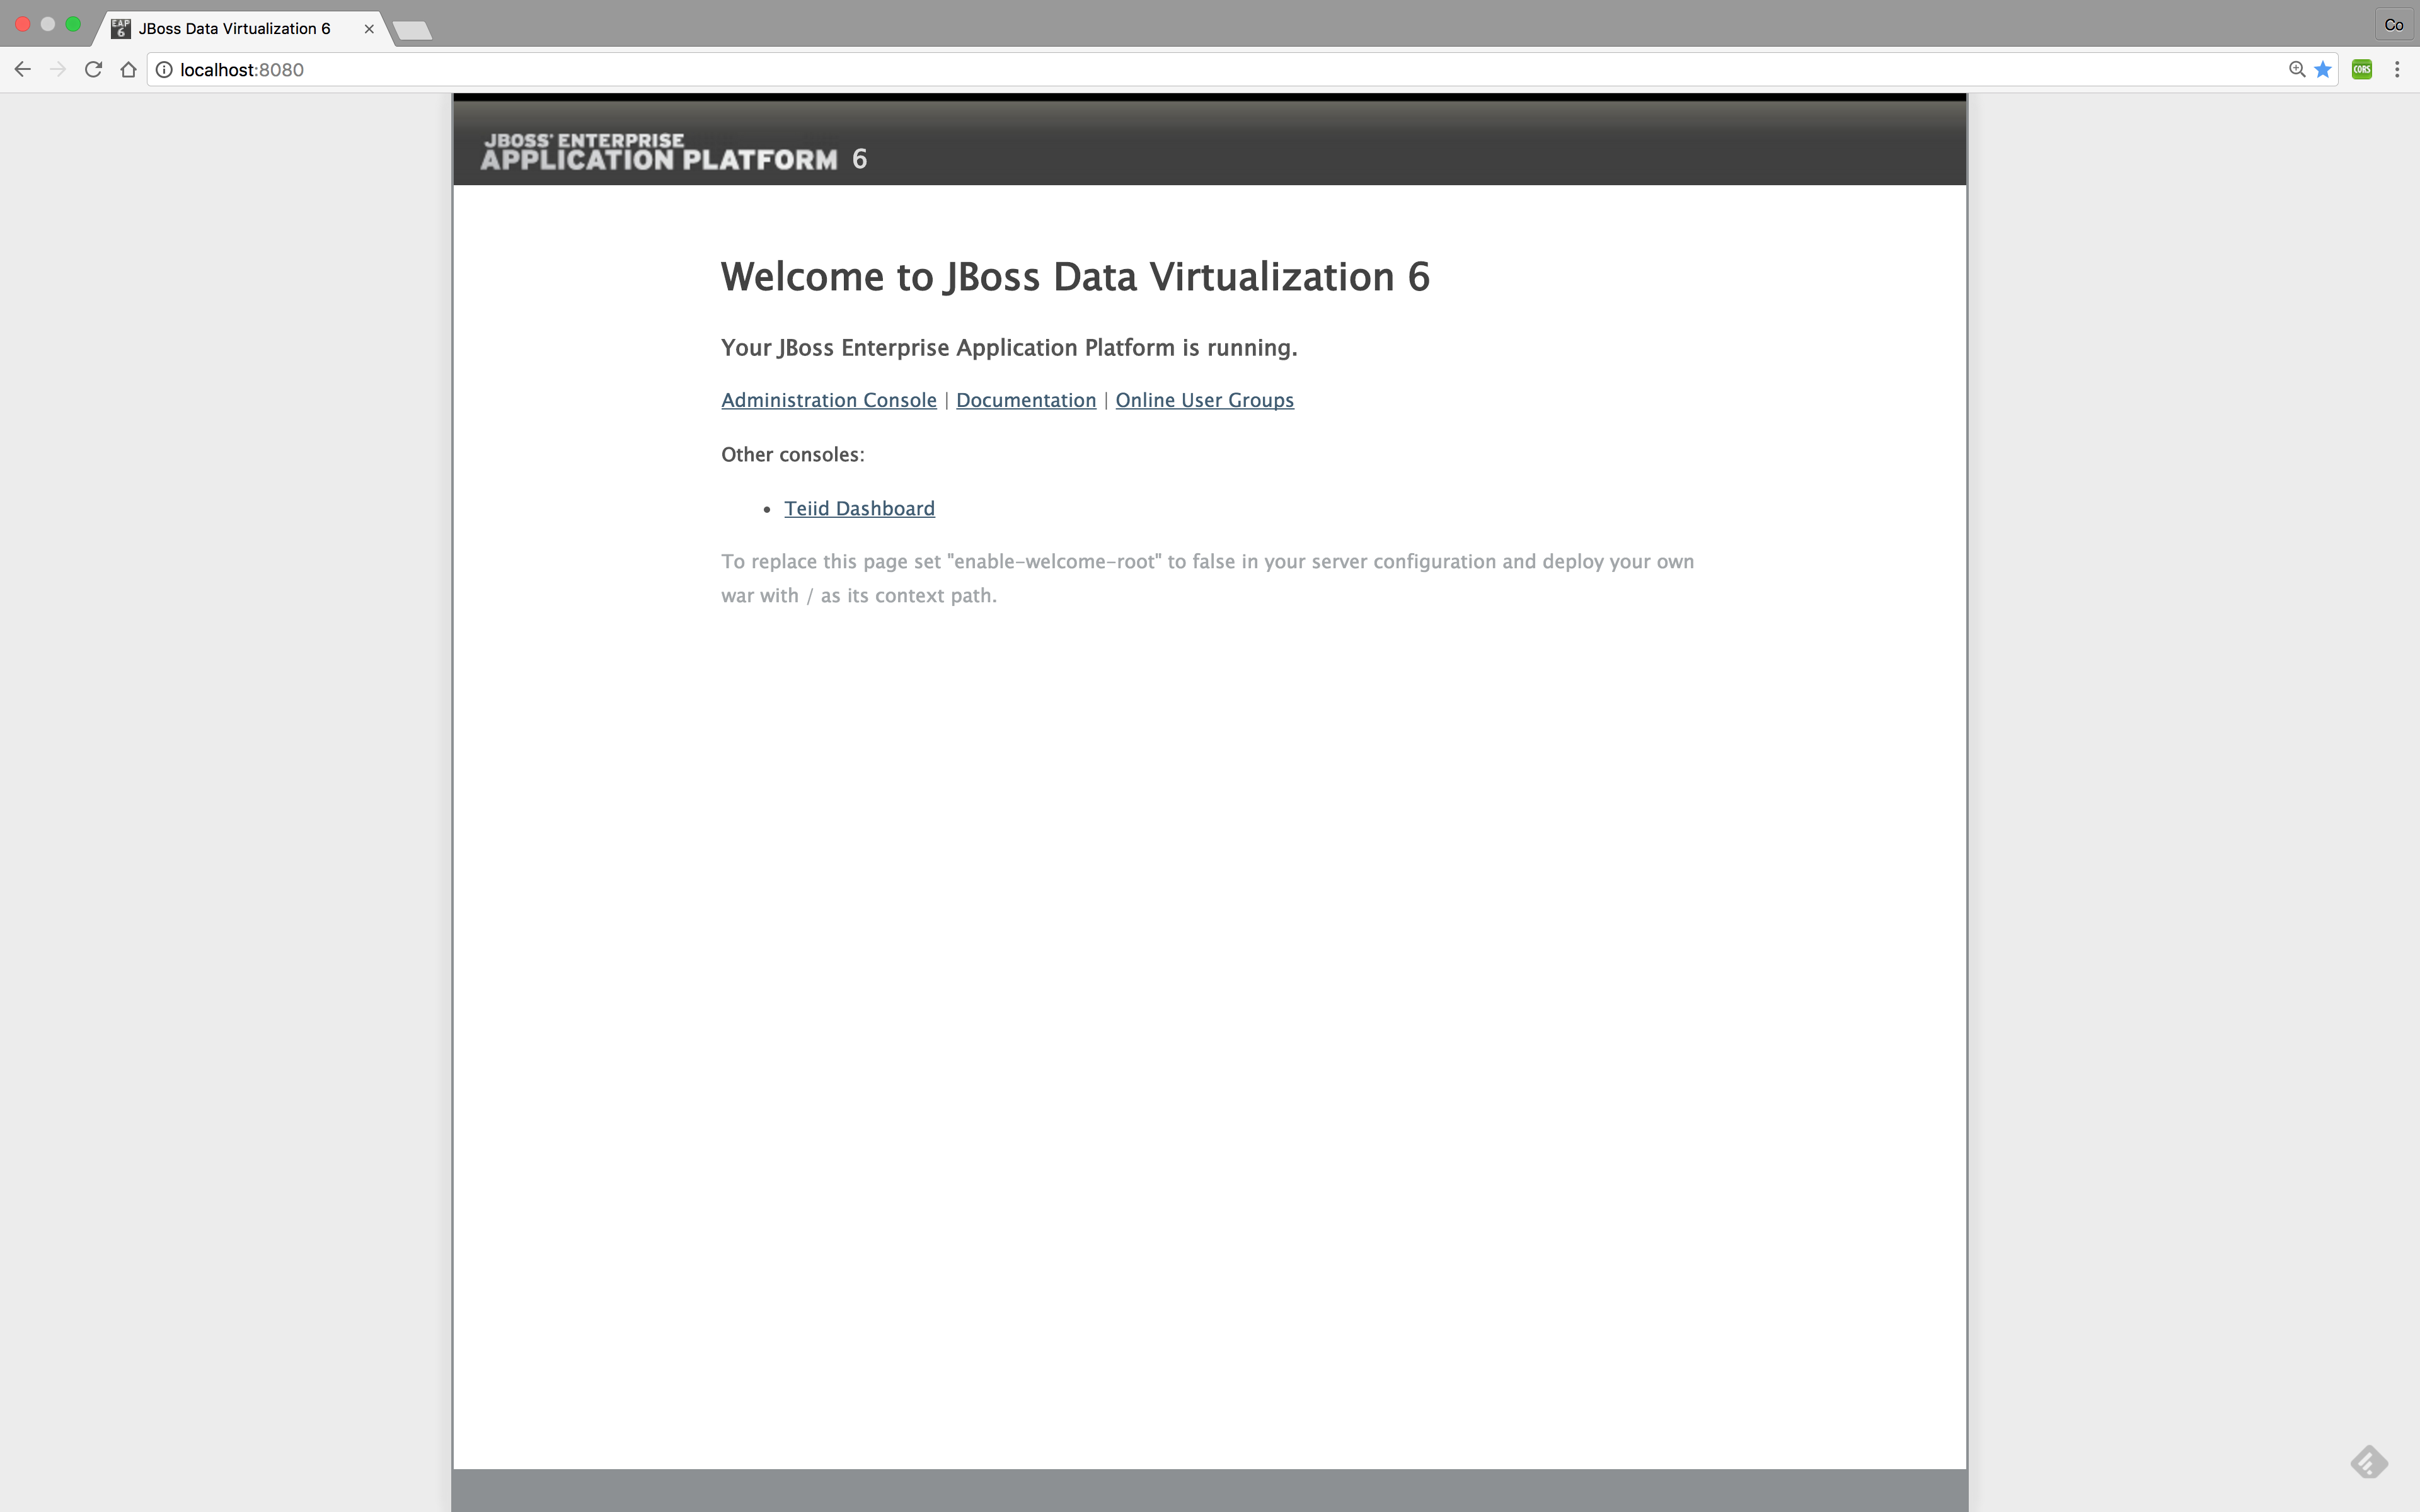 EAP
6
JBoss Data Virtualization 6
Co
localhost:8080
CORS
JBOSS ENTERPRISE
APPLICATION PLATFORM 6
Welcome to JBoss Data Virtualization 6
Your JBoss Enterprise Application Platform is running.
Administration Console | Documentation | Online User Groups
Other consoles:
• Teiid Dashboard
To replace this page set "enable-welcome-root" to false in your server configuration and deploy your own
war with / as its context path.